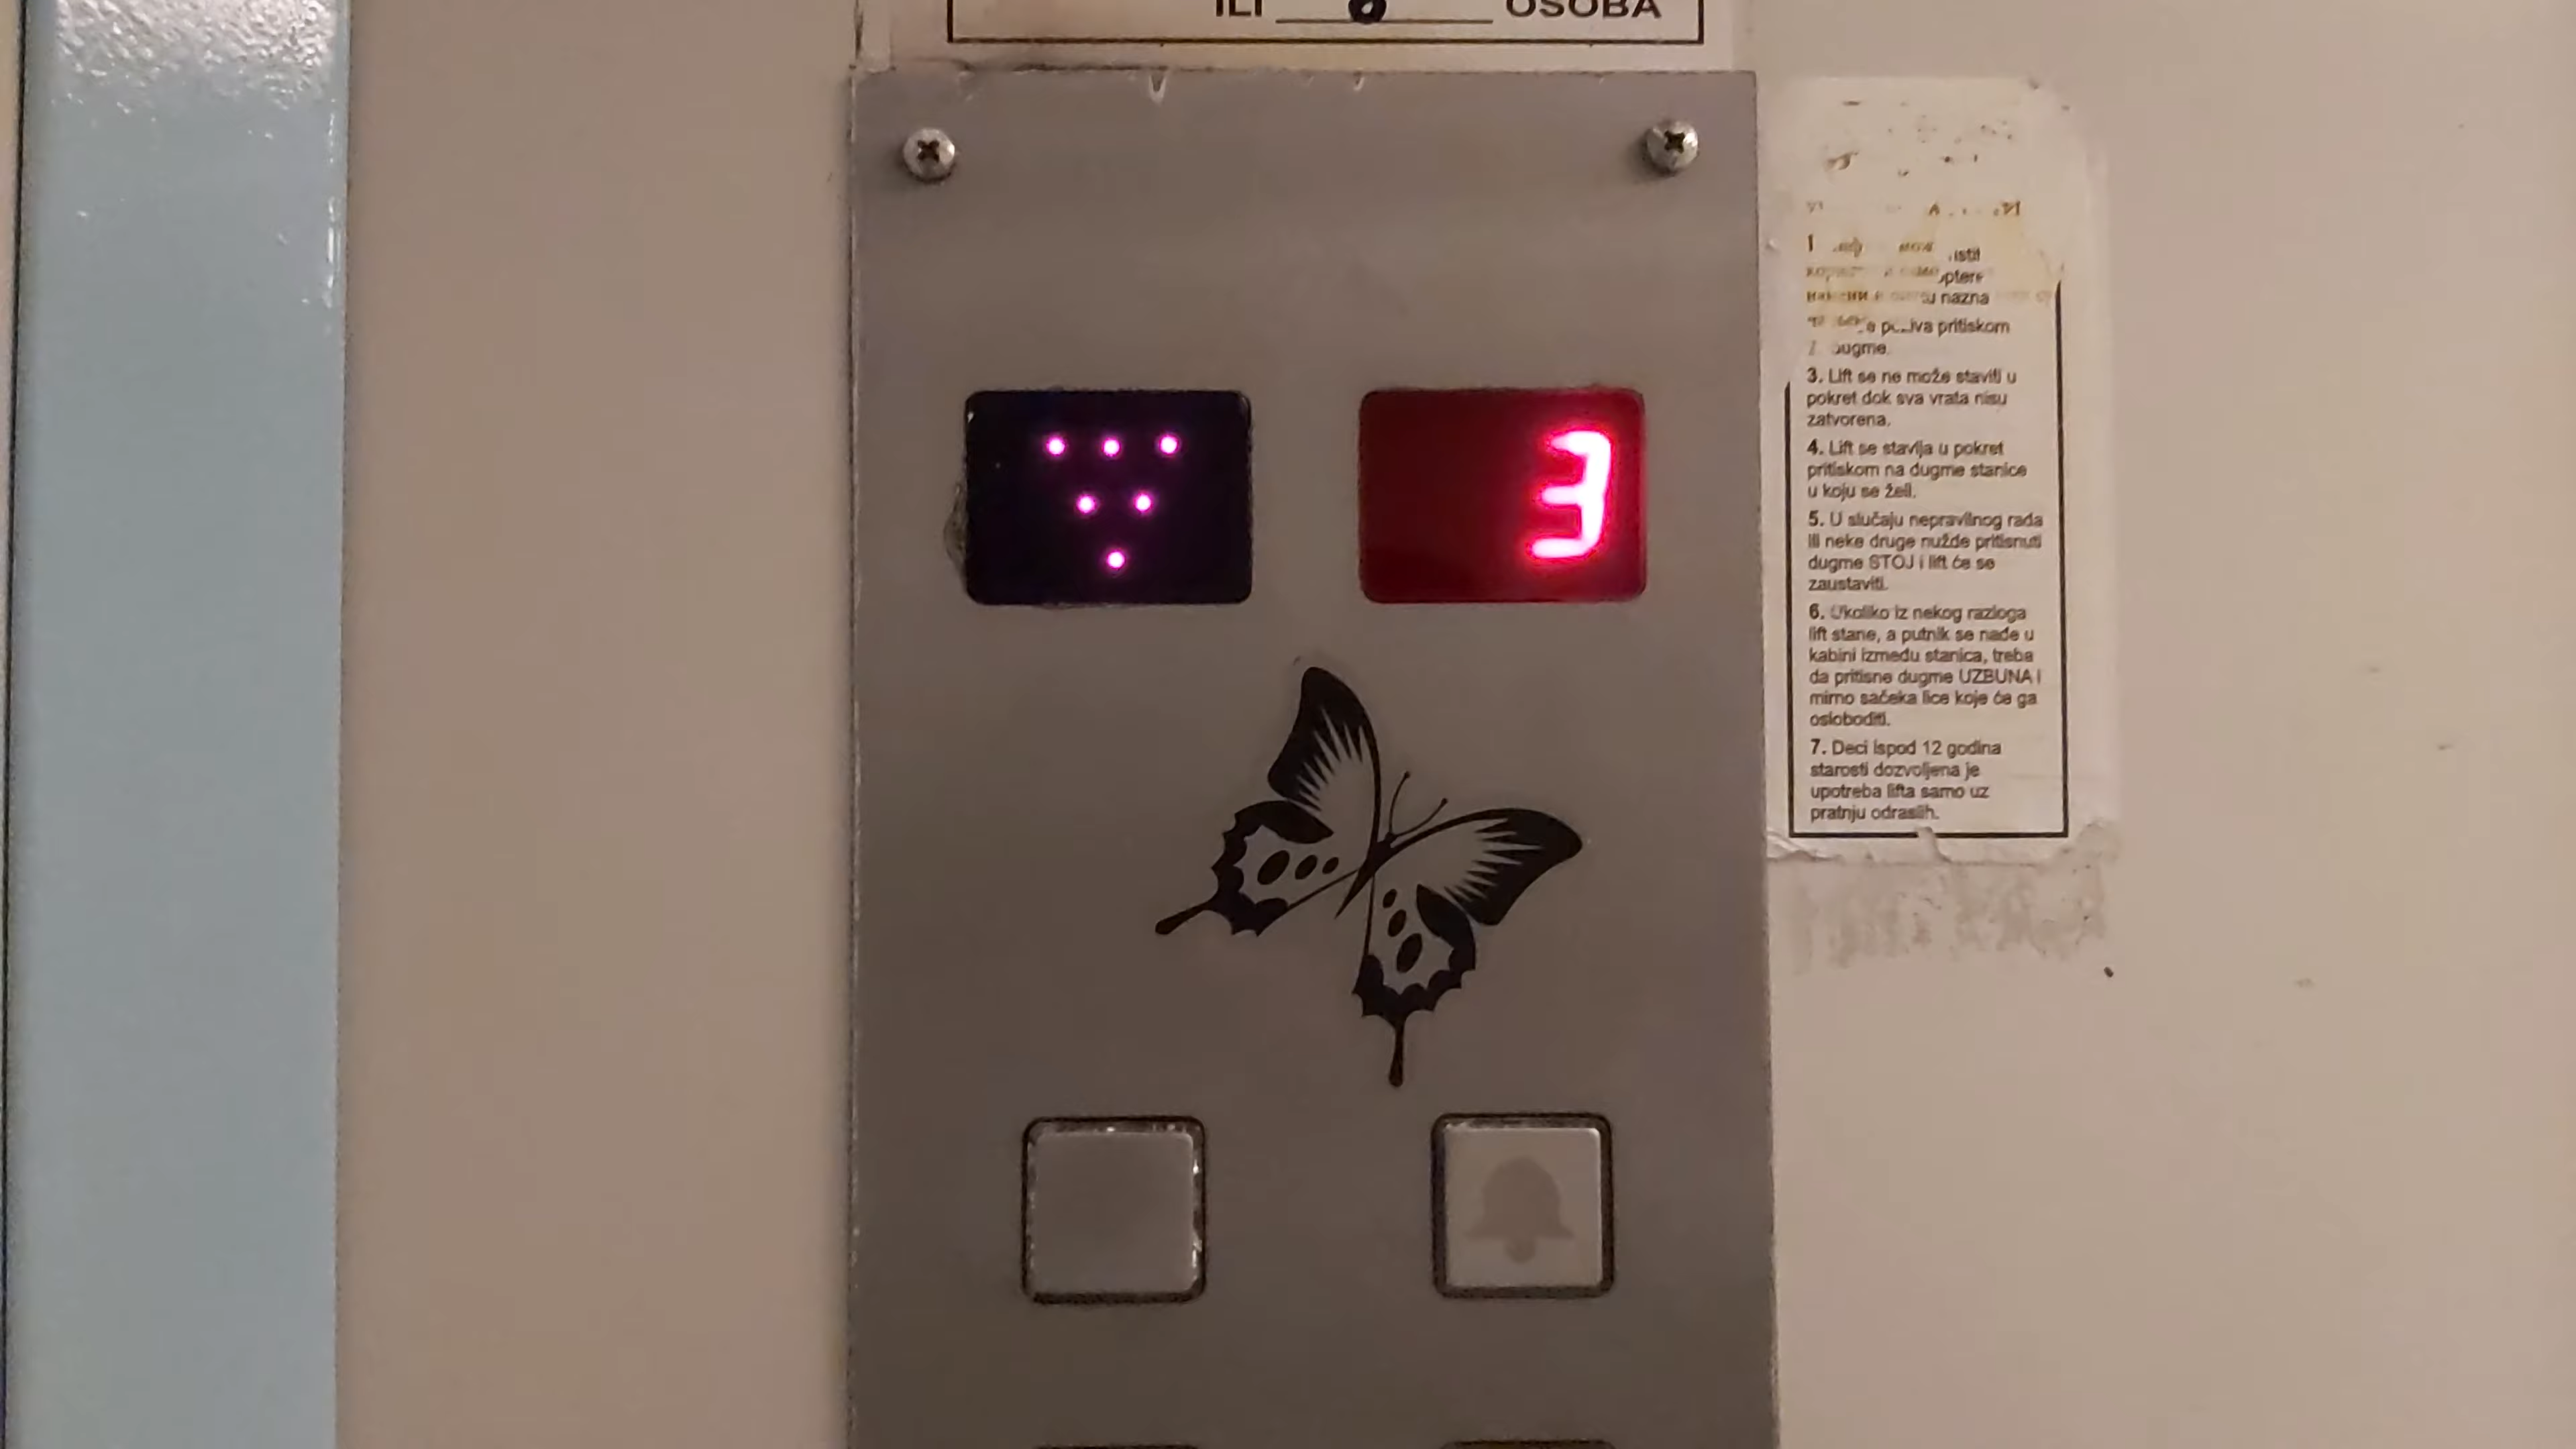 ILI OSOBA
3
u nazna
pritiskom
3. Lift se ne može staviti u
pokret dok sva vrata nisu
zatvorena.
4. Lift se stavlja u pokret
pritiskom na dugme stanice
u koju se želi.
5. U slučaju nepravilnog rada
ili neke druge nužde pritisnuti
dugme STOJ i lift će se
zaustaviti.
6. Ukoliko iz nekog razloga
lift stane, a putnik se nađe u
kabini između stanica, treba
da pritisne dugme UZBUNA i
mirno sačeka lice koje će ga
osloboditi.
7. Deci ispod 12 godina
starosti dozvoljena je
upotreba lifta samo uz
pratnju odraslih.